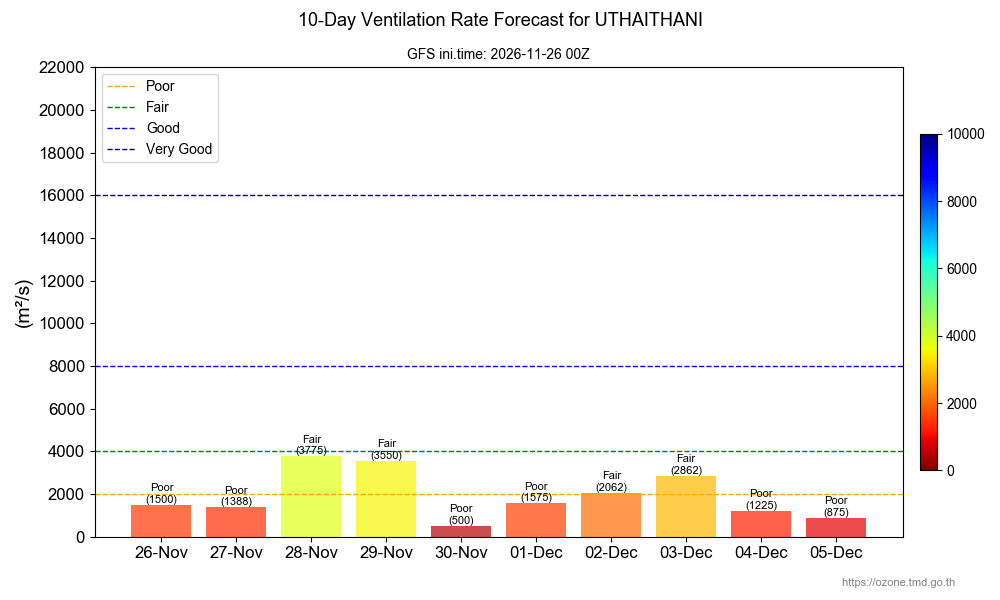 10-Day Ventilation Rate Forecast for UTHAITHANI
GFS ini.time: 2026-11-26 00Z
Poor
Fair
Good
Very Good
22000
20000
18000
16000
14000
12000
10000
8000
6000
4000
2000
0
(m²/s)
Poor
(1500)
Poor
(1388)
Fair
(3775)
Fair
(3550)
Poor
(500)
Poor
(1575)
Fair
(2062)
Fair
(2862)
Poor
(1225)
Poor
(875)
26-Nov
27-Nov
28-Nov
29-Nov
30-Nov
01-Dec
02-Dec
03-Dec
04-Dec
05-Dec
10000
8000
6000
4000
2000
0
https://ozone.tmd.go.th